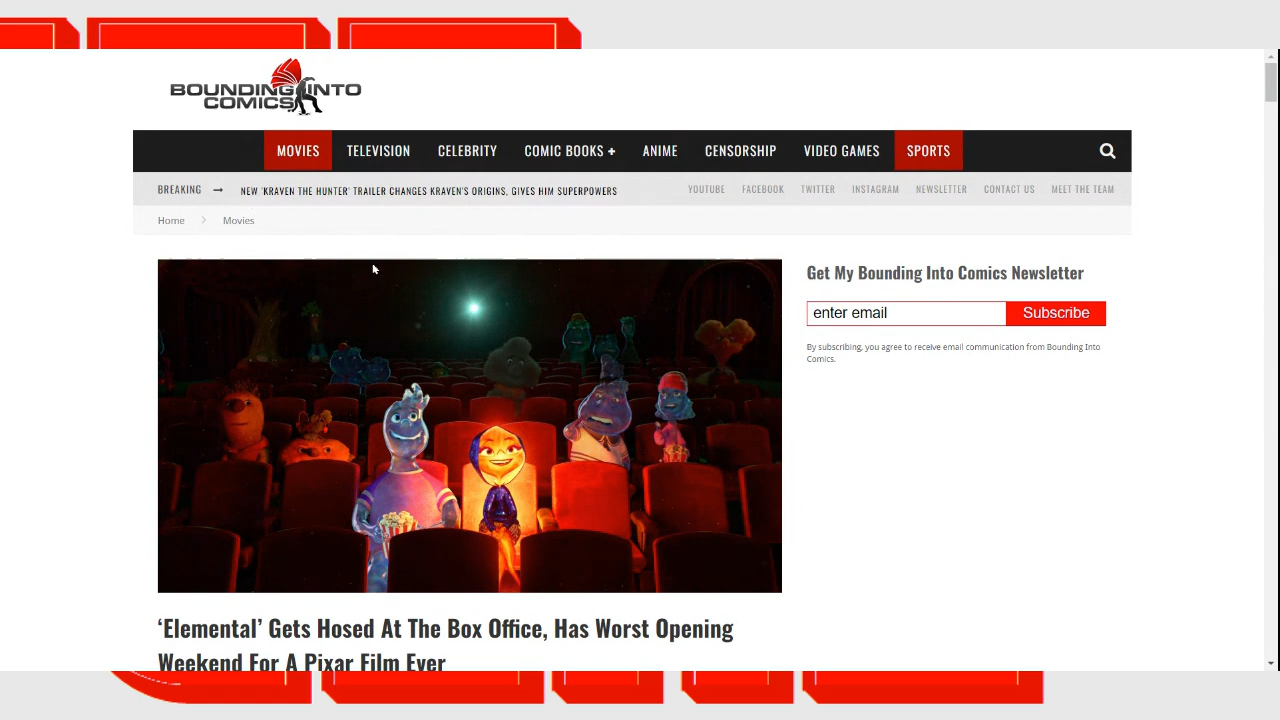 BOUNDING INTO
COMICS
MOVIES TELEVISION CELEBRITY COMIC BOOKS + ANIME CENSORSHIP VIDEO GAMES SPORTS
BREAKING → NEW ‘KRAVEN THE HUNTER’ TRAILER CHANGES KRAVEN'S ORIGINS, GIVES HIM SUPERPOWERS YOUTUBE FACEBOOK TWITTER INSTAGRAM NEWSLETTER CONTACT US MEET THE TEAM
Home > Movies
Get My Bounding Into Comics Newsletter
enter email Subscribe
By subscribing, you agree to receive email communication from Bounding Into
Comics.
‘Elemental’ Gets Hosed At The Box Office, Has Worst Opening
Weekend For A Pixar Film Ever